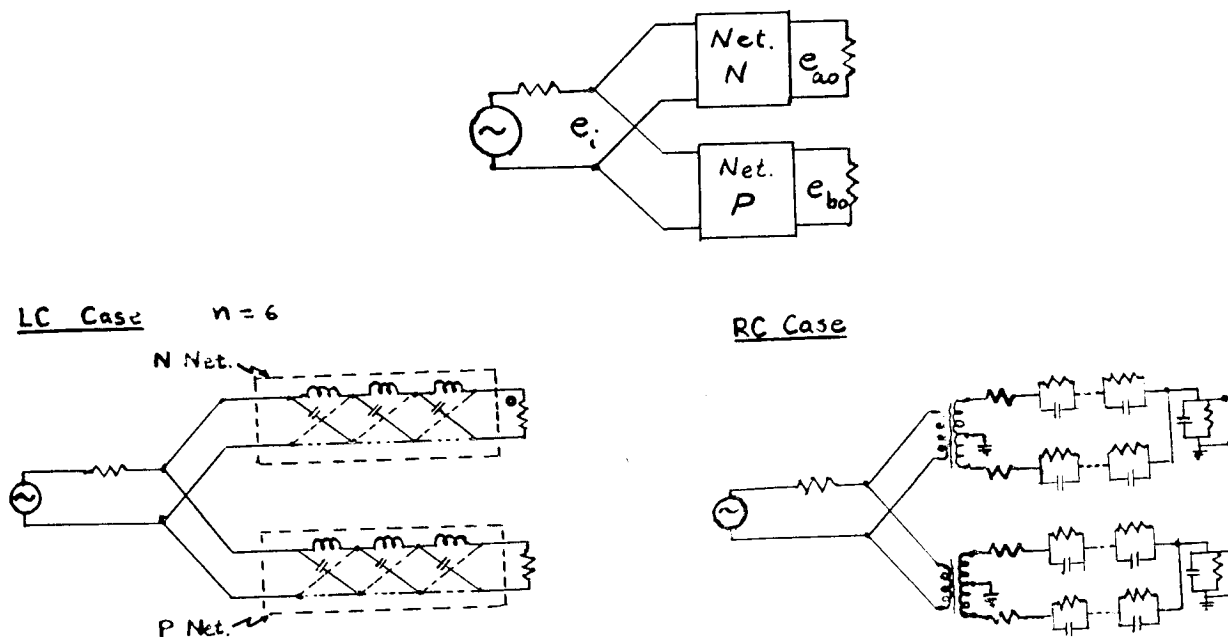 Net.
N
e_ao
e_i
Net.
P
e_bo
LC Case n = 6
RC Case
N Net.
P Net.